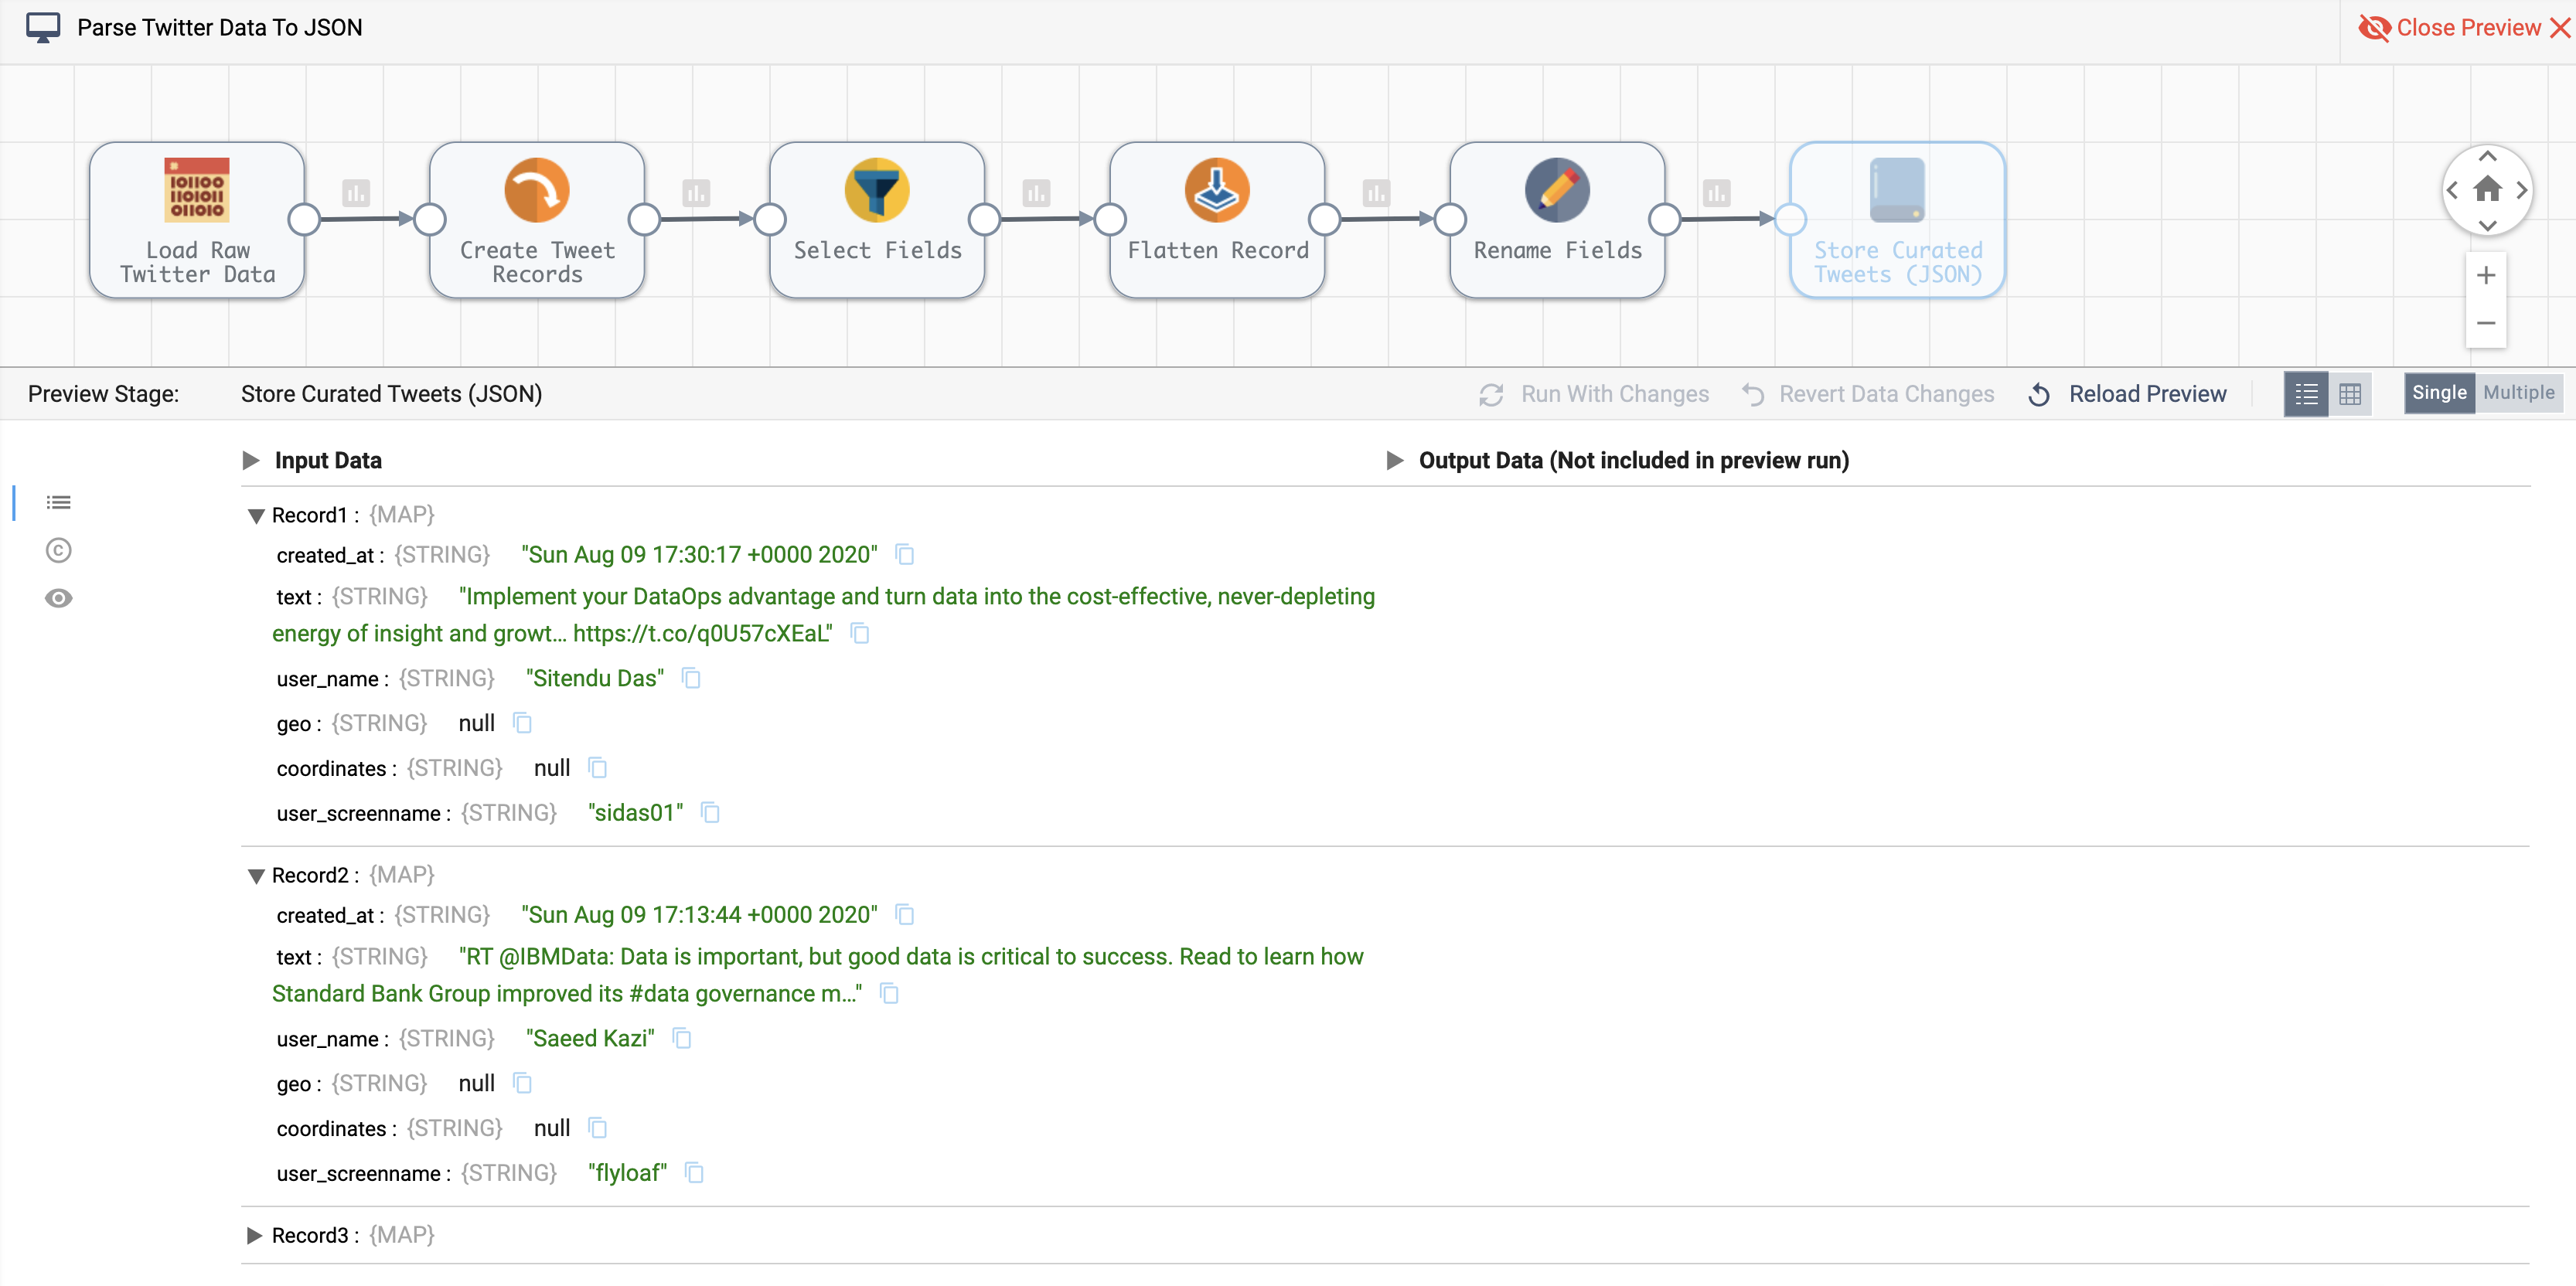 Parse Twitter Data To JSON
Close Preview
101100
110101
011010
Load Raw
Twitter Data
Create Tweet
Records
Select Fields
Flatten Record
Rename Fields
Store Curated
Tweets (JSON)
Preview Stage: Store Curated Tweets (JSON)
Run With Changes
Revert Data Changes
Reload Preview
Single Multiple
Input Data
Output Data (Not included in preview run)
Record1 : {MAP}
created_at : {STRING} "Sun Aug 09 17:30:17 +0000 2020"
text : {STRING} "Implement your DataOps advantage and turn data into the cost-effective, never-depleting
energy of insight and growt… https://t.co/q0U57cXEaL"
user_name : {STRING} "Sitendu Das"
geo : {STRING} null
coordinates : {STRING} null
user_screenname : {STRING} "sidas01"
Record2 : {MAP}
created_at : {STRING} "Sun Aug 09 17:13:44 +0000 2020"
text : {STRING} "RT @IBMData: Data is important, but good data is critical to success. Read to learn how
Standard Bank Group improved its #data governance m…"
user_name : {STRING} "Saeed Kazi"
geo : {STRING} null
coordinates : {STRING} null
user_screenname : {STRING} "flyloaf"
Record3 : {MAP}